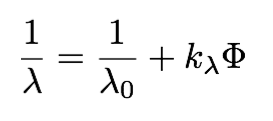 1/λ = 1/λ₀ + k_λΦ